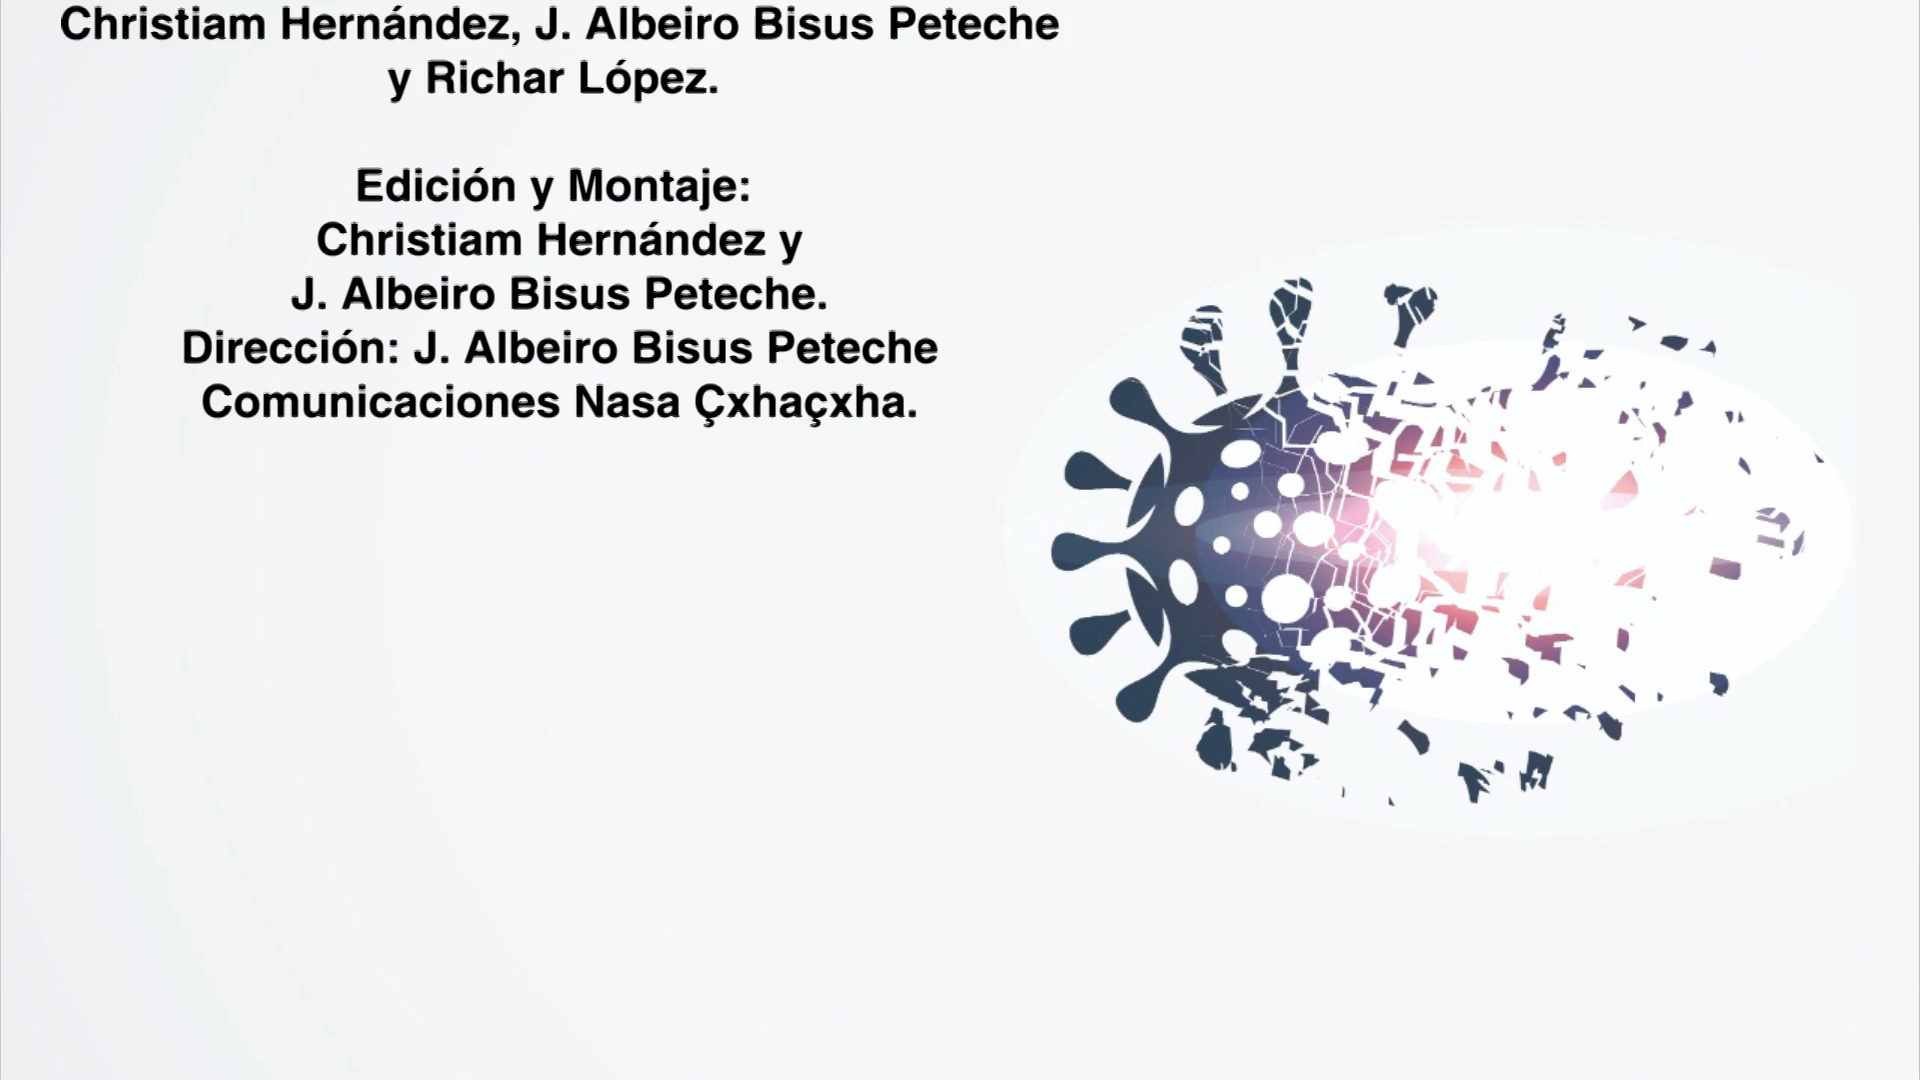 Christiam Hernández, J. Albeiro Bisus Peteche
y Richar López.
Edición y Montaje:
Christiam Hernández y
J. Albeiro Bisus Peteche.
Dirección: J. Albeiro Bisus Peteche
Comunicaciones Nasa Çxhaçxha.